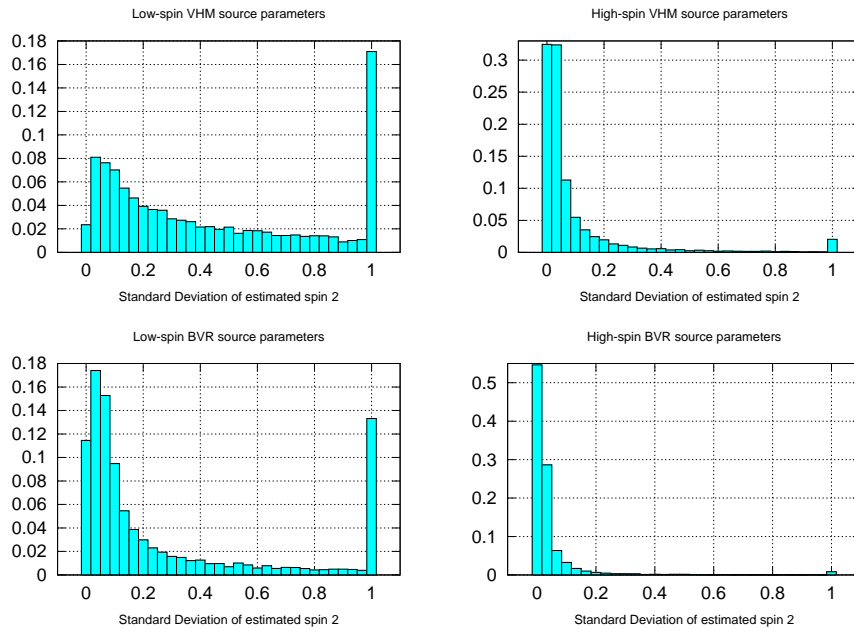 Low-spin VHM source parameters
0.18
0.16
0.14
0.12
0.1
0.08
0.06
0.04
0.02
0
0 0.2 0.4 0.6 0.8 1
Standard Deviation of estimated spin 2
High-spin VHM source parameters
0.3
0.25
0.2
0.15
0.1
0.05
0
0 0.2 0.4 0.6 0.8 1
Standard Deviation of estimated spin 2
Low-spin BVR source parameters
0.18
0.16
0.14
0.12
0.1
0.08
0.06
0.04
0.02
0
0 0.2 0.4 0.6 0.8 1
Standard Deviation of estimated spin 2
High-spin BVR source parameters
0.5
0.4
0.3
0.2
0.1
0
0 0.2 0.4 0.6 0.8 1
Standard Deviation of estimated spin 2